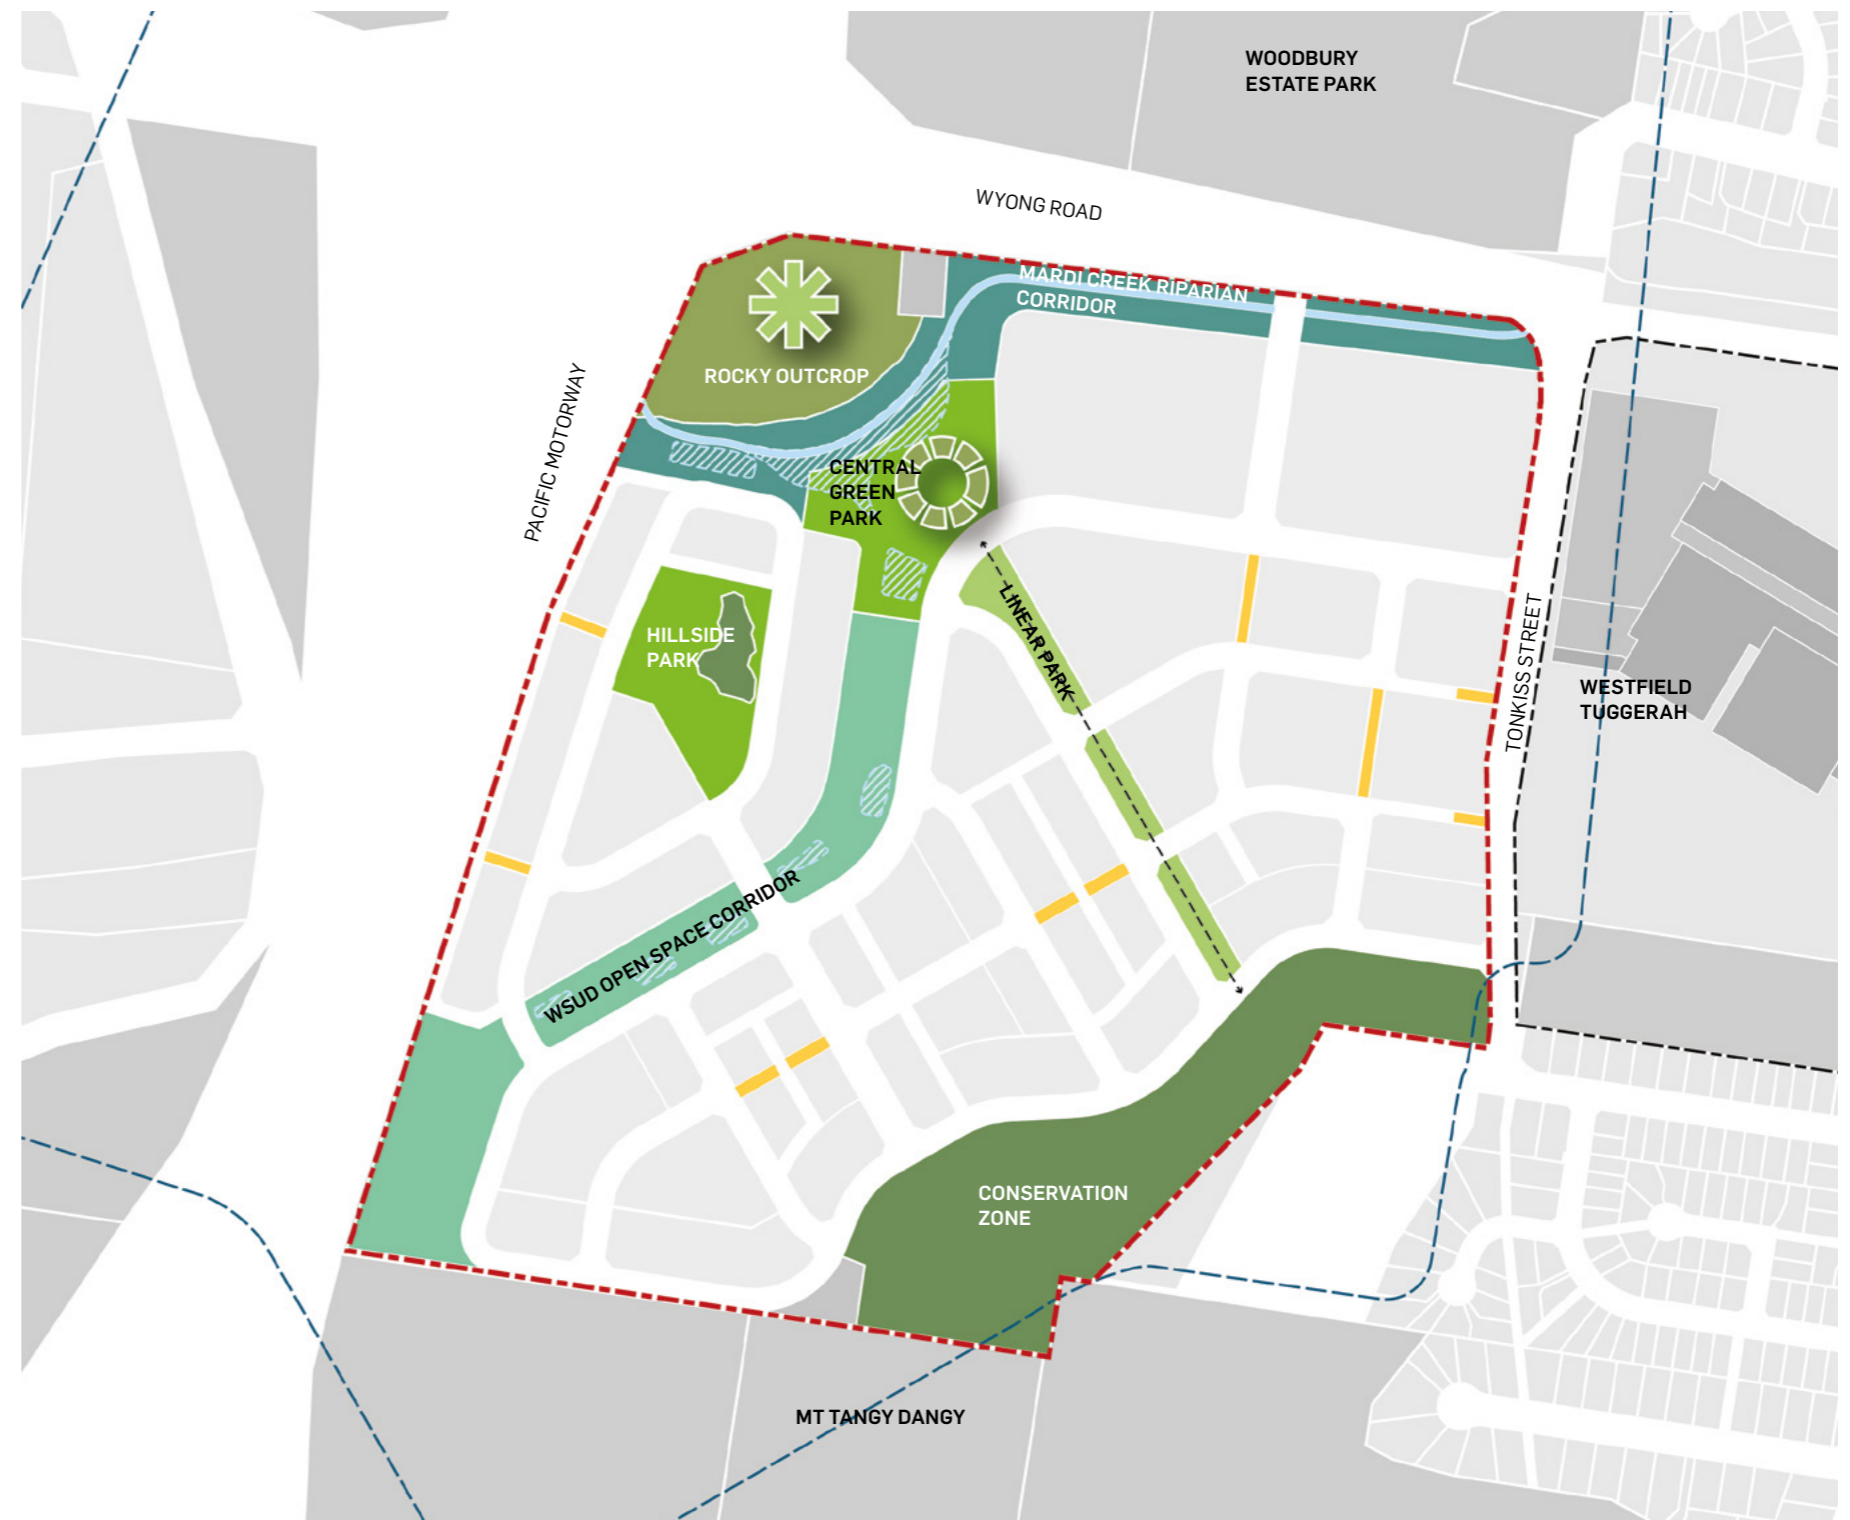 WOODBURY
ESTATE PARK
WYONG ROAD
MARDI CREEK RIPARIAN
CORRIDOR
ROCKY OUTCROP
PACIFIC MOTORWAY
CENTRAL
GREEN
PARK
LINEAR PARK
HILLSIDE
PARK
TONKISS STREET
WESTFIELD
TUGGERAH
WSUD OPEN SPACE CORRIDOR
CONSERVATION
ZONE
MT TANGY DANGY